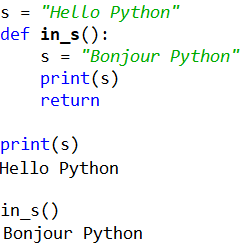 s = "Hello Python"
def in_s():
    s = "Bonjour Python"
    print(s)
    return
print(s)
Hello Python
in_s()
Bonjour Python